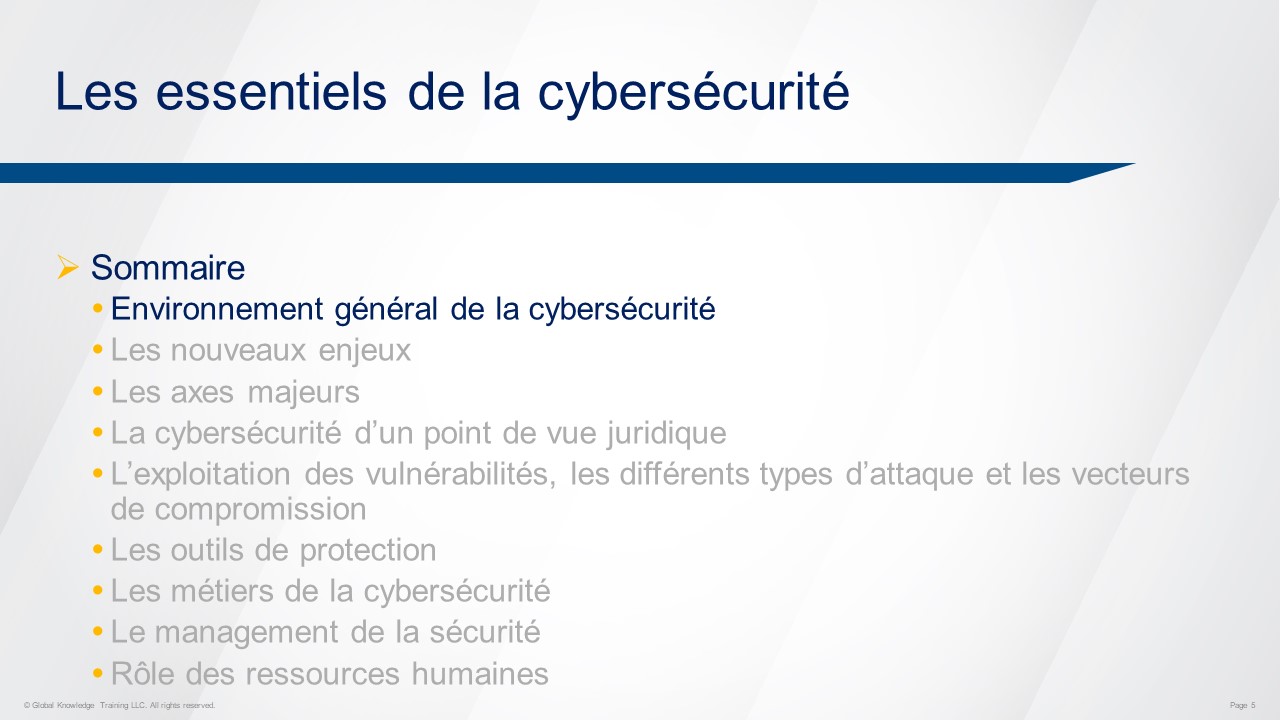 Les essentiels de la cybersécurité
Sommaire
Environnement général de la cybersécurité
Les nouveaux enjeux
Les axes majeurs
La cybersécurité d’un point de vue juridique
L’exploitation des vulnérabilités, les différents types d’attaque et les vecteurs
de compromission
Les outils de protection
Les métiers de la cybersécurité
Le management de la sécurité
Rôle des ressources humaines
© Global Knowledge Training LLC. All rights reserved.
Page 5